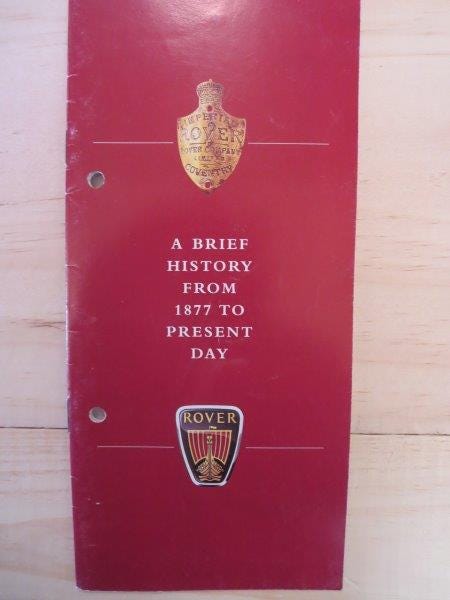 IMPERIAL
ROVER
ROVER COMPANY
LIMITED
COVENTRY
A BRIEF
HISTORY
FROM
1877 TO
PRESENT
DAY
ROVER